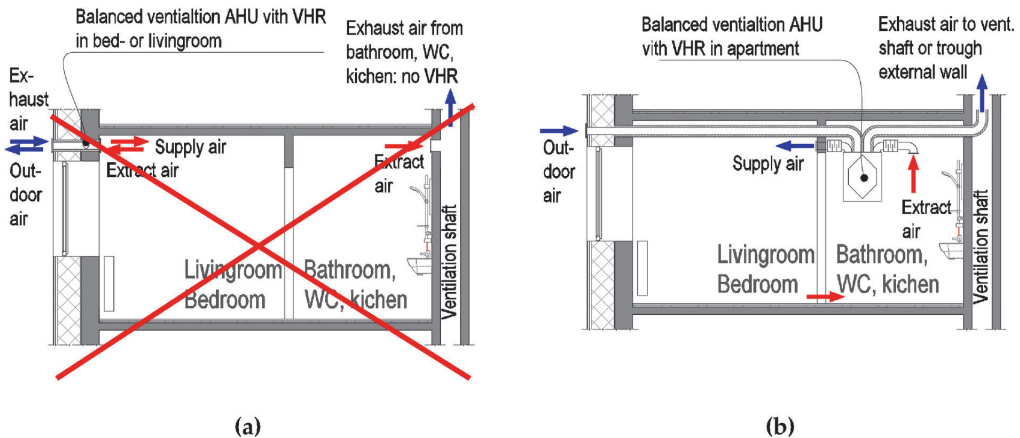 Balanced ventialtion AHU vith VHR
in bed- or livingroom
Exhaust air from
bathroom, WC,
kichen: no VHR
Ex-
haust
air
Out-
door
air
Supply air
Extract air
Extract
air
Livingroom
Bedroom
Bathroom,
WC, kichen
Ventilation shaft
(a)
Balanced ventialtion AHU
vith VHR in apartment
Exhaust air to vent.
shaft or trough
external wall
Out-
door
air
Supply air
Extract
air
Livingroom
Bedroom
Bathroom,
WC, kichen
Ventilation shaft
(b)